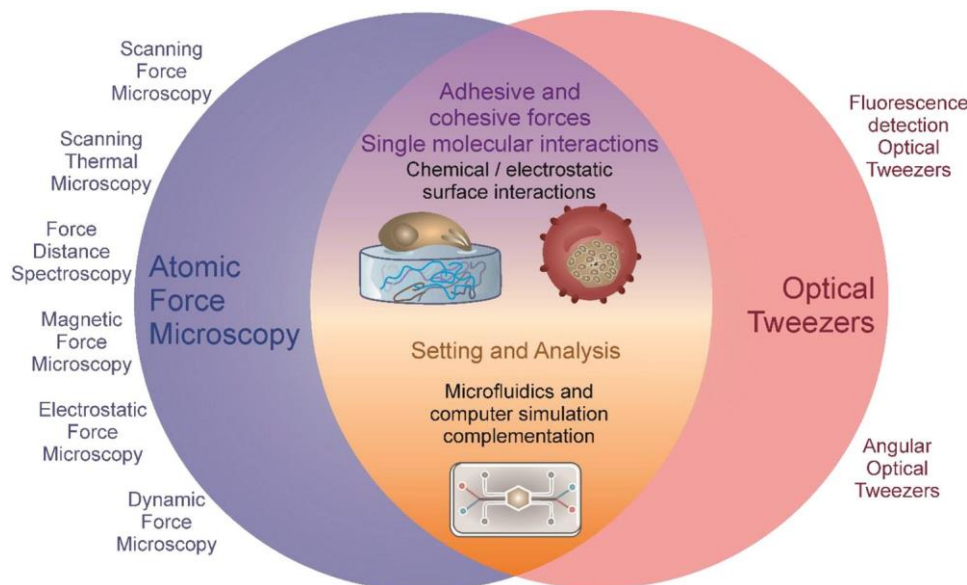 Scanning
Force
Microscopy
Scanning
Thermal
Microscopy
Force
Distance
Spectroscopy
Magnetic
Force
Microscopy
Electrostatic
Force
Microscopy
Dynamic
Force
Microscopy
Atomic
Force
Microscopy
Adhesive and
cohesive forces
Single molecular interactions
Chemical / electrostatic
surface interactions
Setting and Analysis
Microfluidics and
computer simulation
complementation
Optical
Tweezers
Fluorescence
detection
Optical
Tweezers
Angular
Optical
Tweezers